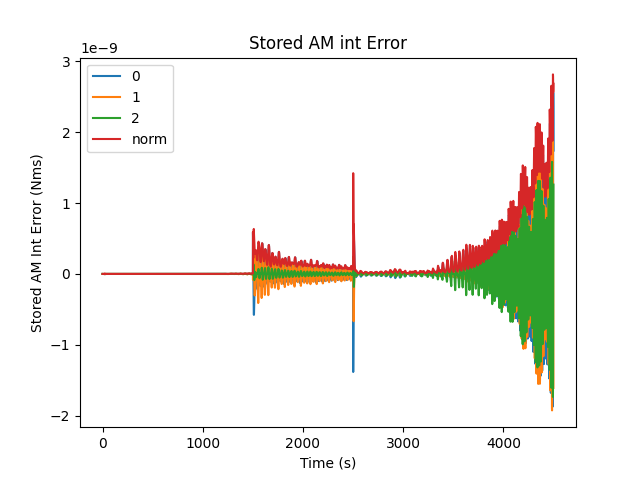 Stored AM int Error
1e−9
3
2
1
0
−1
−2
Stored AM Int Error (Nms)
0
1
2
norm
0
1000
2000
3000
4000
Time (s)